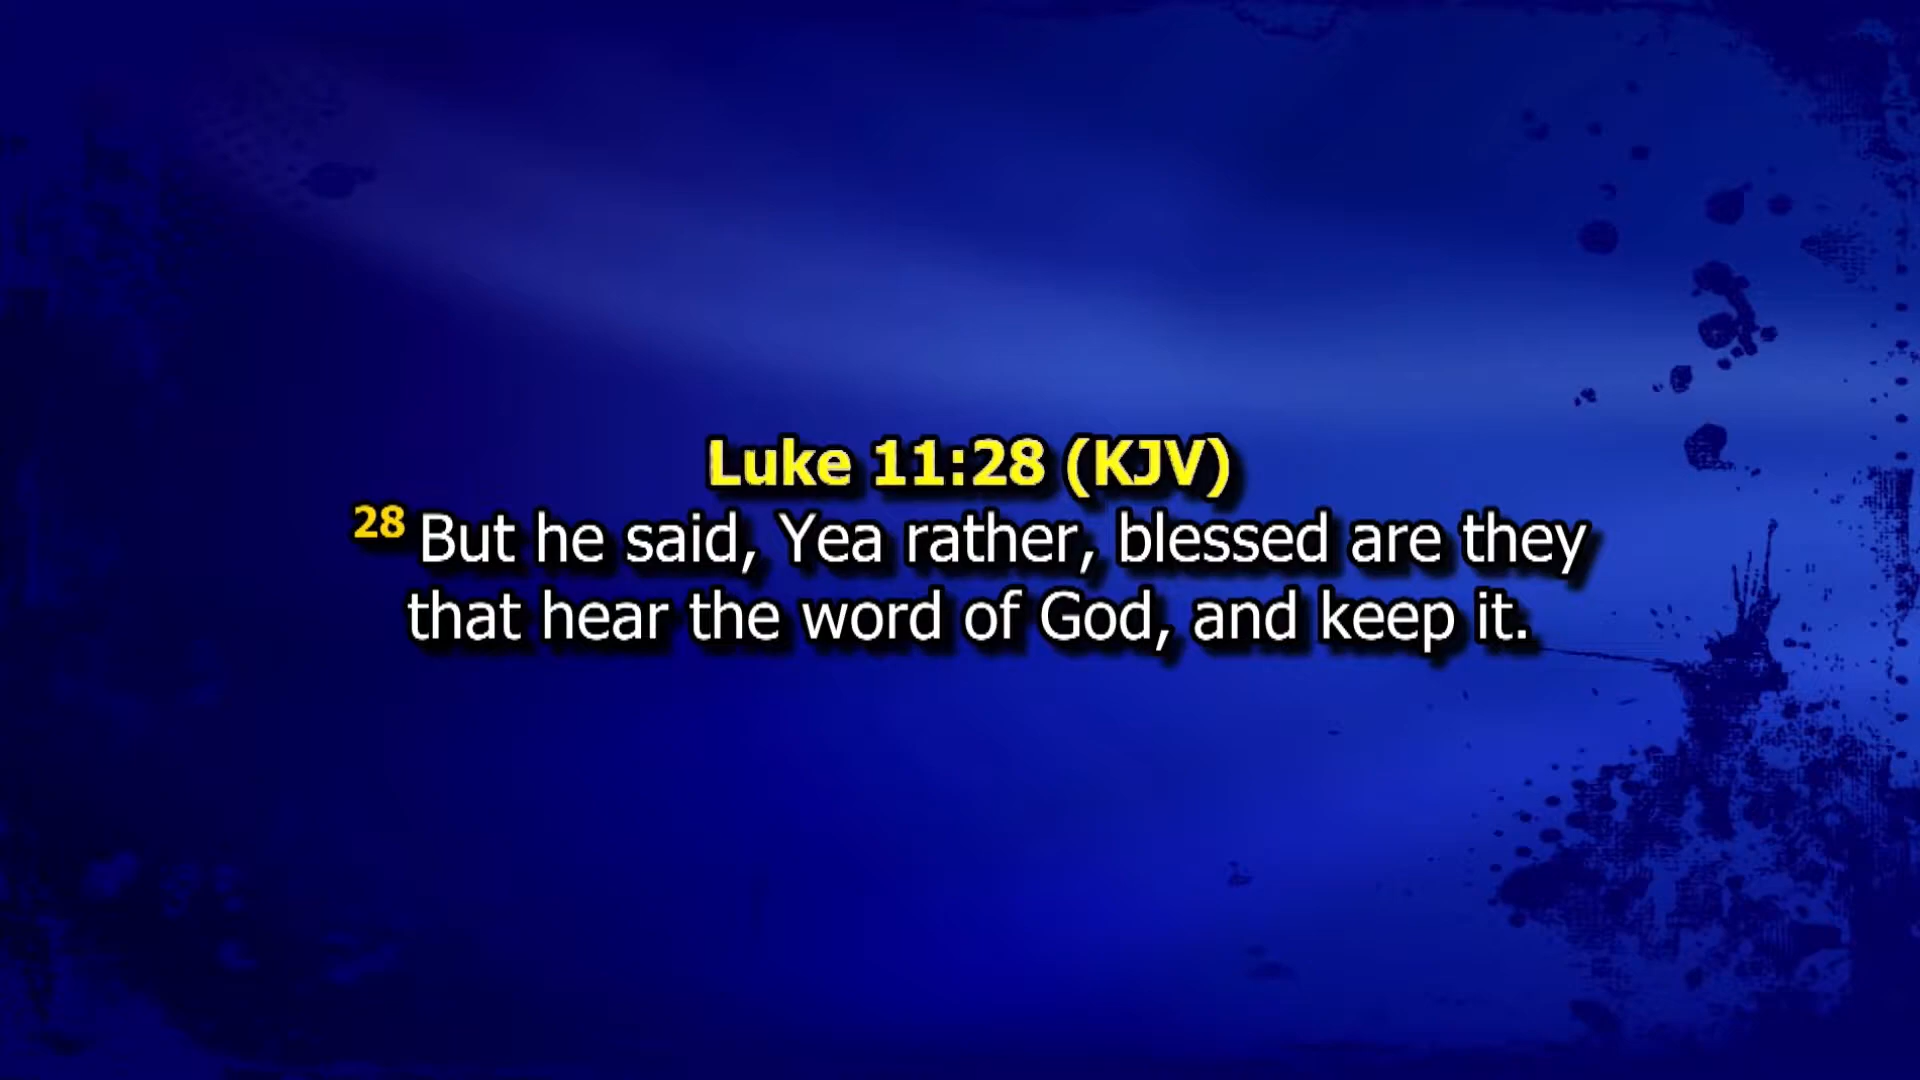 Luke 11:28 (KJV)
28 But he said, Yea rather, blessed are they
that hear the word of God, and keep it.